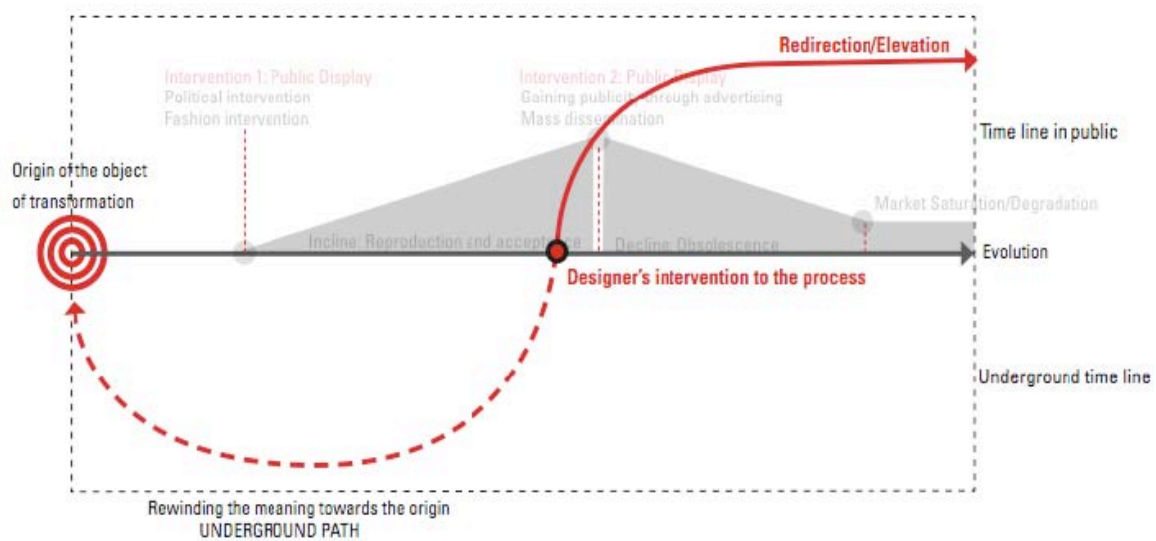 Redirection/Elevation
Intervention 1: Public Display
Political intervention
Fashion intervention
Intervention 2: Public Display
Gaining publicity through advertising
Mass dissemination
Time line in public
Origin of the object
of transformation
Market Saturation/Degradation
Incline: Reproduction and acceptance
Decline: Obsolescence
Evolution
Designer's intervention to the process
Underground time line
Rewinding the meaning towards the origin
UNDERGROUND PATH